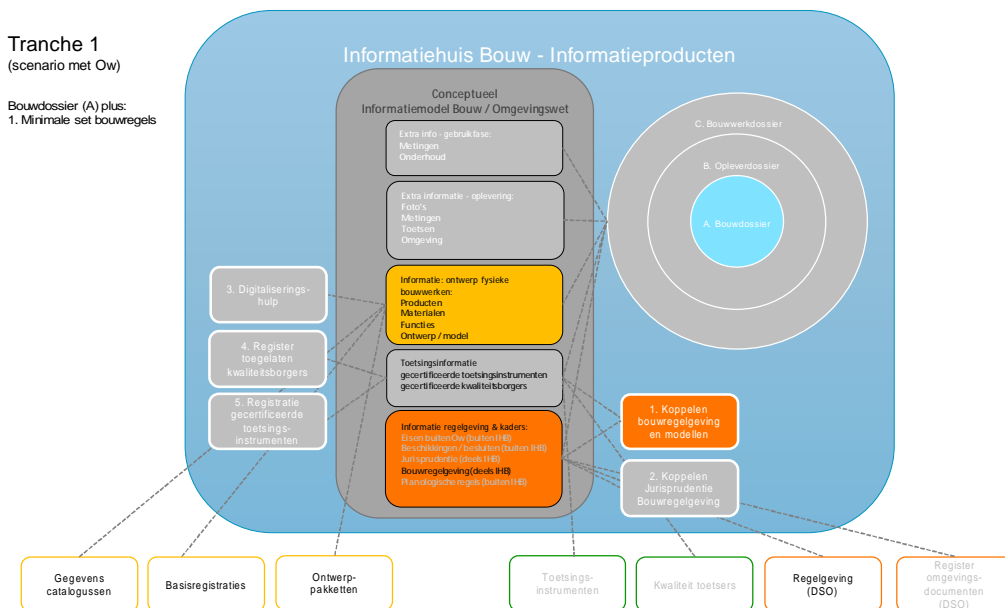 Tranche 1
(scenario met Ow)
Bouwdossier (A) plus:
1. Minimale set bouwregels
Informatiehuis Bouw - Informatieproducten
Conceptueel
Informatiemodel Bouw / Omgevingswet
Extra info - gebruikfase:
Metingen
Onderhoud
Extra informatie - oplevering:
Foto's
Metingen
Toetsen
Omgeving
Informatie: ontwerp fysieke
bouwwerken:
Producten
Materialen
Functies
Ontwerp / model
Toetsingsinformatie
gecertificeerde toetsingsinstrumenten
gecertificeerde kwaliteitsborgers
Informatie regelgeving & kaders:
Eisen buiten Ow (buiten IHB)
Beschikkingen / besluiten (buiten IHB)
Jurisprudentie (deels IHB)
Bouwregelgeving (deels IHB)
Planologische regels (buiten IHB)
C. Bouwwerkdossier
B. Opleverdossier
A. Bouwdossier
3. Digitaliserings-
hulp
4. Register
toegelaten
kwaliteitsborgers
5. Registratie
gecertificeerde
toetsings-
instrumenten
1. Koppelen
bouwregelgeving
en modellen
2. Koppelen
Jurisprudentie
Bouwregelgeving
Gegevens
catalogussen
Basisregistraties
Ontwerp-
pakketten
Toetsings-
instrumenten
Kwaliteit toetsers
Regelgeving
(DSO)
Register
omgevings-
documenten
(DSO)